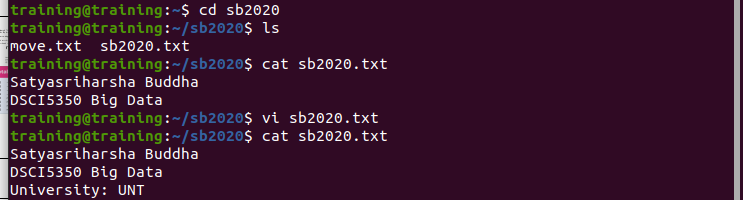 training@training:~$ cd sb2020
training@training:~/sb2020$ ls
move.txt  sb2020.txt
training@training:~/sb2020$ cat sb2020.txt
Satyasriharsha Buddha
DSCI5350 Big Data
training@training:~/sb2020$ vi sb2020.txt
training@training:~/sb2020$ cat sb2020.txt
Satyasriharsha Buddha
DSCI5350 Big Data
University: UNT